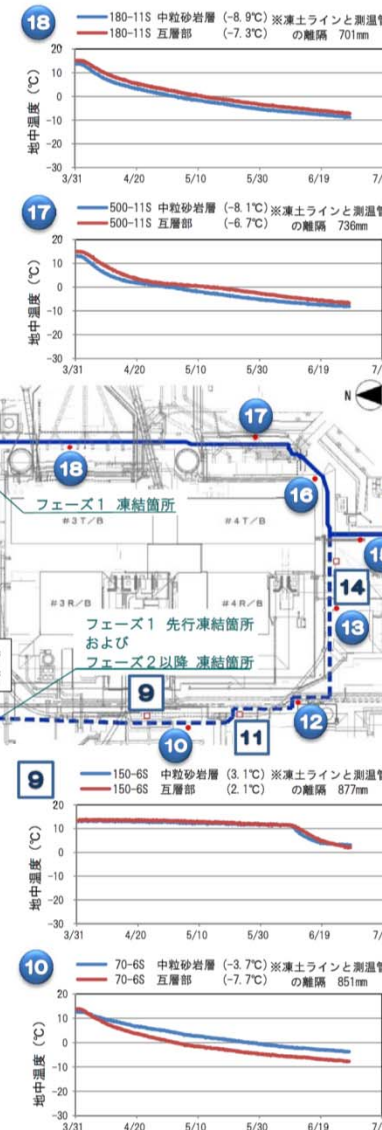 18
180-11S 中粒砂岩層 (-8.9℃) ※凍土ラインと測温管
180-11S 互層部 (-7.3℃) の離隔 701mm
地中温度 (℃)
20
10
0
-10
-20
-30
3/31 4/20 5/10 5/30 6/19 7/
17
500-11S 中粒砂岩層 (-8.1℃) ※凍土ラインと測温管
500-11S 互層部 (-6.7℃) の離隔 736mm
地中温度 (℃)
20
10
0
-10
-20
-30
3/31 4/20 5/10 5/30 6/19 7/
N
17
18
16
フェーズ1 凍結箇所
#3T/B #4T/B
14
13
#3R/B #4R/B
フェーズ1 先行凍結箇所
および
フェーズ2以降 凍結箇所
9
12
10
11
9
150-6S 中粒砂岩層 (3.1℃) ※凍土ラインと測温管
150-6S 互層部 (2.1℃) の離隔 877mm
地中温度 (℃)
20
10
0
-10
-20
-30
3/31 4/20 5/10 5/30 6/19 7/
10
70-6S 中粒砂岩層 (-3.7℃) ※凍土ラインと測温管
70-6S 互層部 (-7.7℃) の離隔 851mm
地中温度 (℃)
20
10
0
-10
-20
-30
3/31 4/20 5/10 5/30 6/19 7/